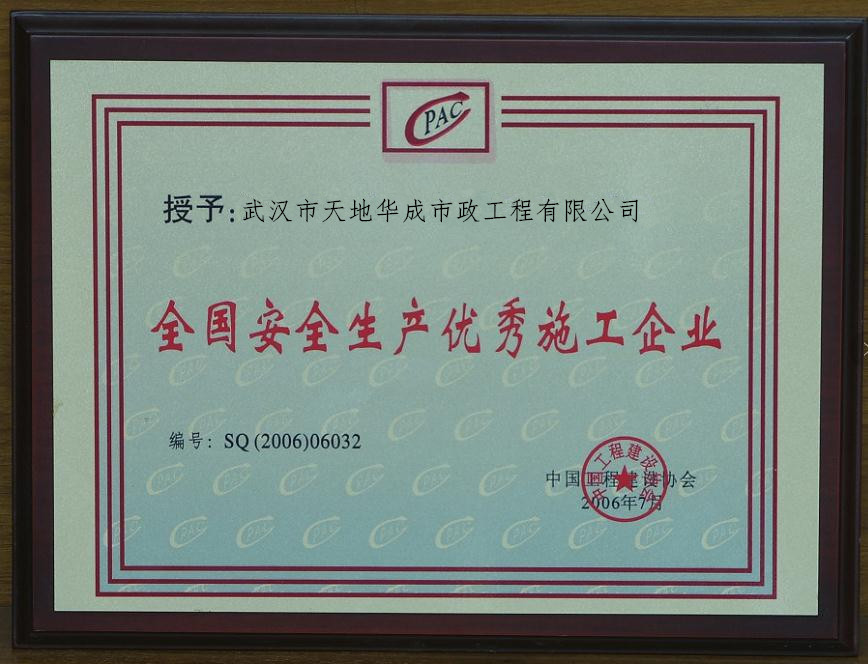 CPAC
授予:武汉市天地华成市政工程有限公司
全国安全生产优秀施工企业
编号: SQ (2006)06032
中国工程建设协会
2006年7月